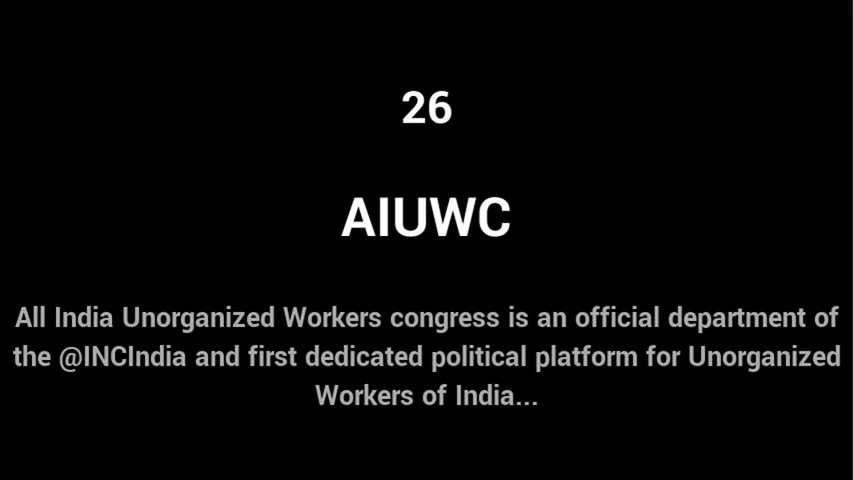 26
AIUWC
All India Unorganized Workers congress is an official department of
the @INCIndia and first dedicated political platform for Unorganized
Workers of India...